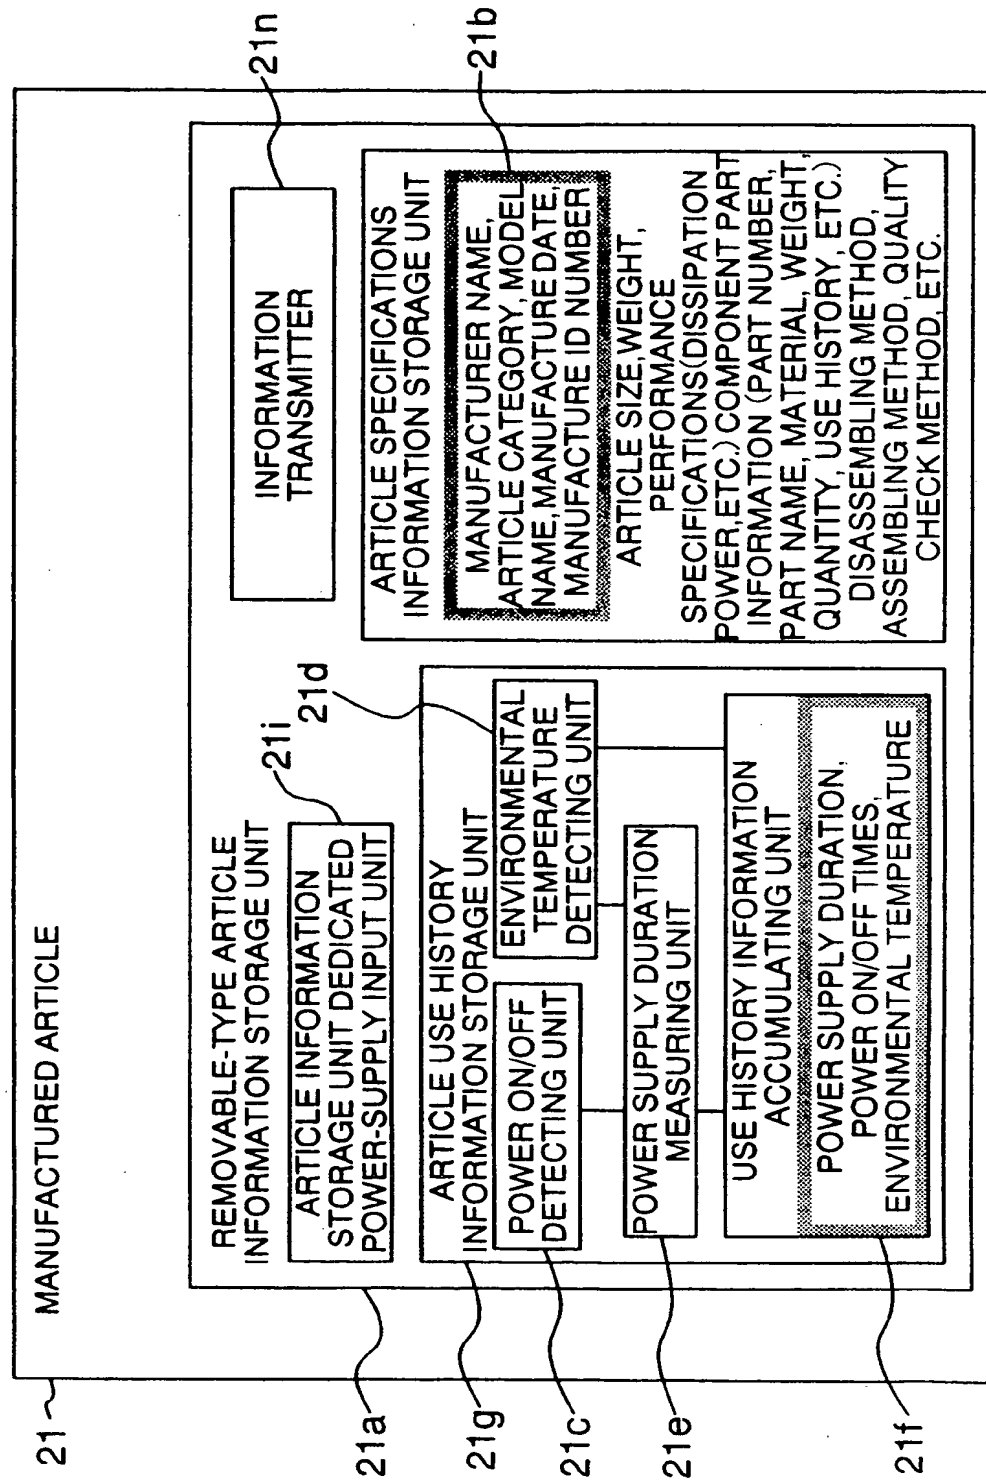 21
MANUFACTURED ARTICLE
21a
REMOVABLE-TYPE ARTICLE
INFORMATION STORAGE UNIT
21i
ARTICLE INFORMATION
STORAGE UNIT DEDICATED
POWER-SUPPLY INPUT UNIT
INFORMATION
TRANSMITTER
21n
21g
ARTICLE USE HISTORY
INFORMATION STORAGE UNIT
21d
21c
POWER ON/OFF
DETECTING UNIT
ENVIRONMENTAL
TEMPERATURE
DETECTING UNIT
21e
POWER SUPPLY DURATION
MEASURING UNIT
USE HISTORY INFORMATION
ACCUMULATING UNIT
21f
POWER SUPPLY DURATION,
POWER ON/OFF TIMES,
ENVIRONMENTAL TEMPERATURE
ARTICLE SPECIFICATIONS
INFORMATION STORAGE UNIT
21b
MANUFACTURER NAME,
ARTICLE CATEGORY, MODEL
NAME, MANUFACTURE DATE,
MANUFACTURE ID NUMBER
ARTICLE SIZE, WEIGHT,
PERFORMANCE
SPECIFICATIONS(DISSIPATION
POWER,ETC.) COMPONENT PART
INFORMATION (PART NUMBER,
PART NAME, MATERIAL, WEIGHT,
QUANTITY, USE HISTORY, ETC.)
DISASSEMBLING METHOD,
ASSEMBLING METHOD, QUALITY
CHECK METHOD, ETC.